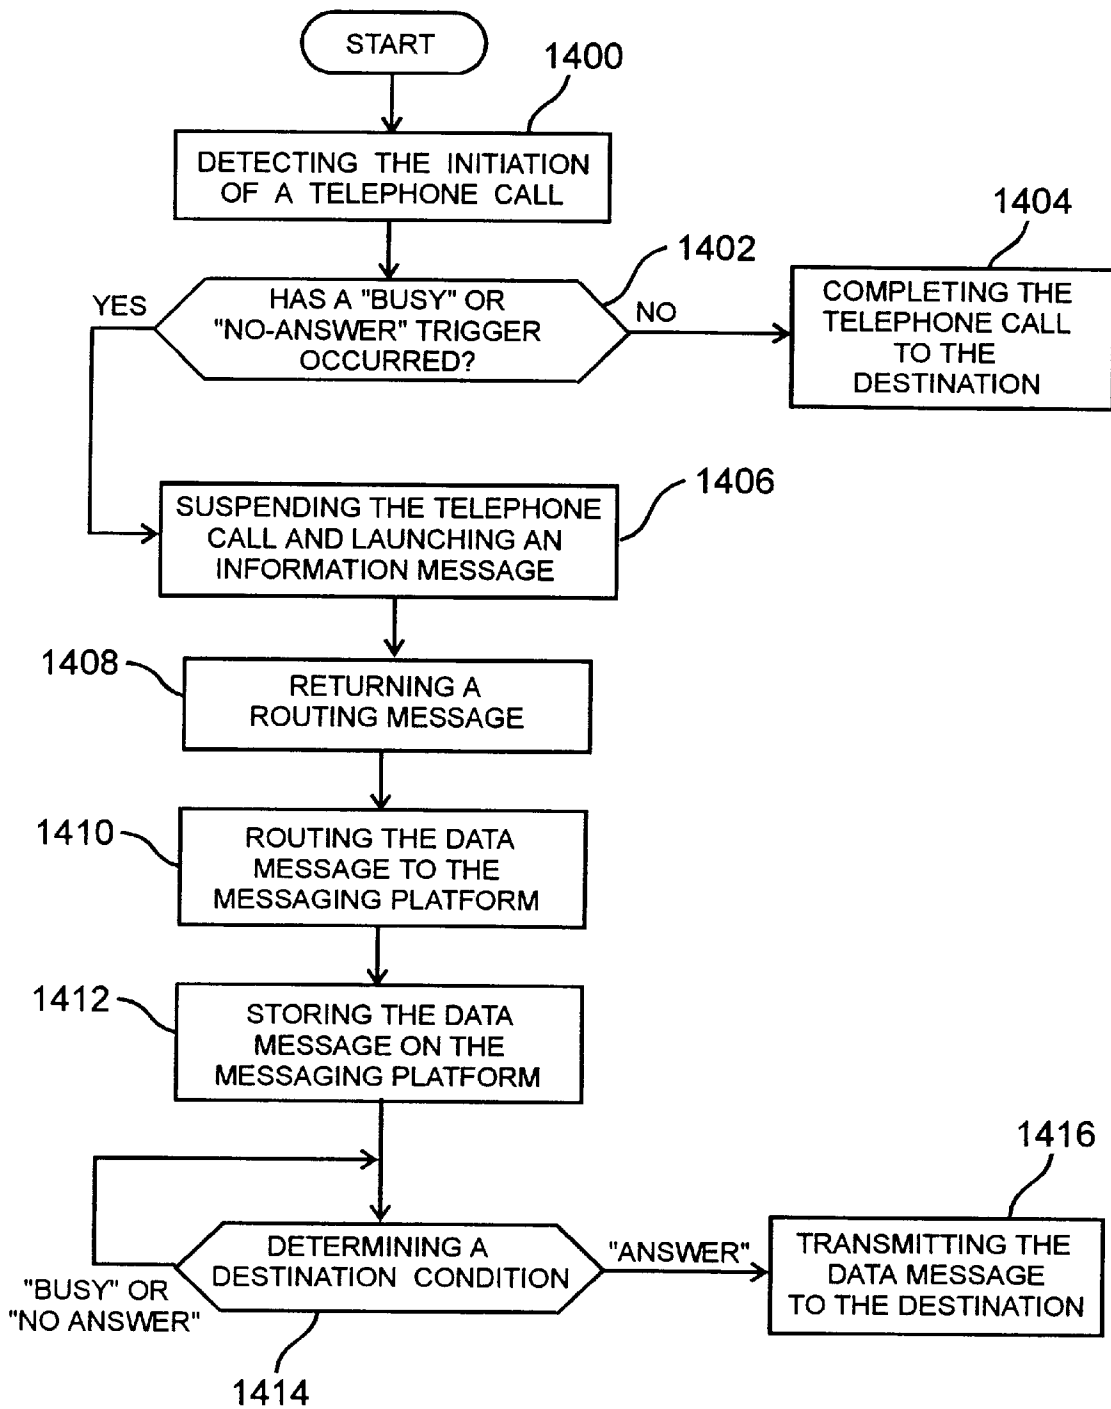 START
1400
DETECTING THE INITIATION
OF A TELEPHONE CALL
1402
1404
YES
HAS A "BUSY" OR
"NO-ANSWER" TRIGGER
OCCURRED?
NO
COMPLETING THE
TELEPHONE CALL
TO THE
DESTINATION
1406
SUSPENDING THE TELEPHONE
CALL AND LAUNCHING AN
INFORMATION MESSAGE
1408
RETURNING A
ROUTING MESSAGE
1410
ROUTING THE DATA
MESSAGE TO THE
MESSAGING PLATFORM
1412
STORING THE DATA
MESSAGE ON THE
MESSAGING PLATFORM
1416
DETERMINING A
DESTINATION CONDITION
"ANSWER"
TRANSMITTING THE
DATA MESSAGE
TO THE DESTINATION
"BUSY" OR
"NO ANSWER"
1414